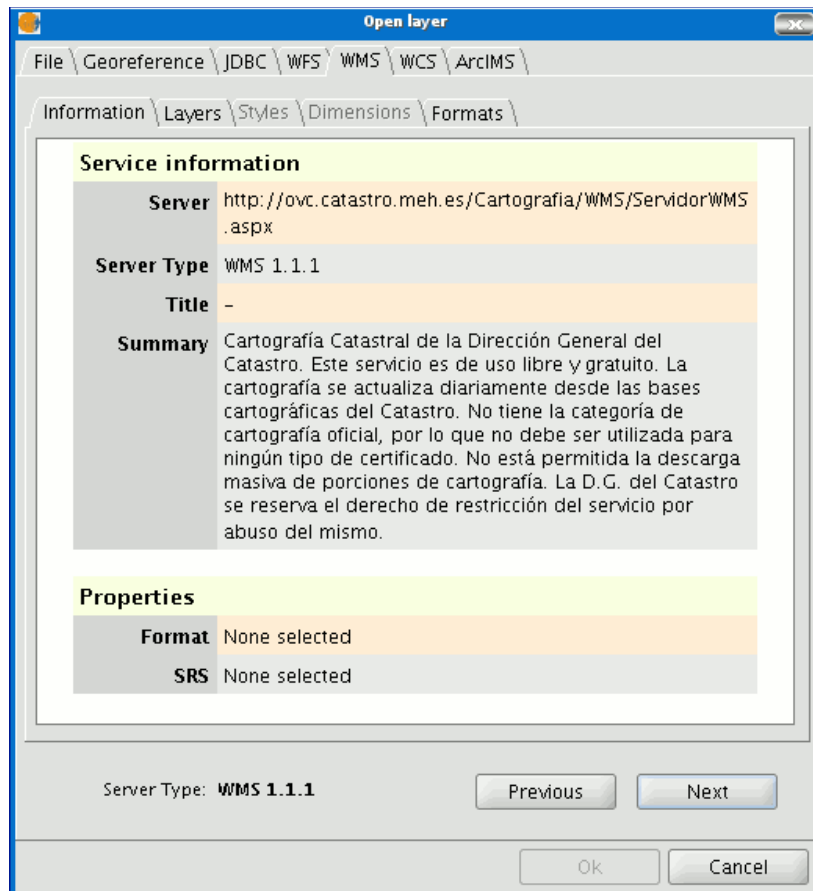 Open layer
File Georeference JDBC WFS WMS WCS ArcIMS
Information Layers Styles Dimensions Formats
Service information
Server http://ovc.catastro.meh.es/Cartografia/WMS/ServidorWMS
.aspx
Server Type WMS 1.1.1
Title -
Summary Cartografía Catastral de la Dirección General del
Catastro. Este servicio es de uso libre y gratuito. La
cartografía se actualiza diariamente desde las bases
cartográficas del Catastro. No tiene la categoría de
cartografía oficial, por lo que no debe ser utilizada para
ningún tipo de certificado. No está permitida la descarga
masiva de porciones de cartografía. La D.G. del Catastro
se reserva el derecho de restricción del servicio por
abuso del mismo.
Properties
Format None selected
SRS None selected
Server Type: WMS 1.1.1 Previous Next
Ok Cancel